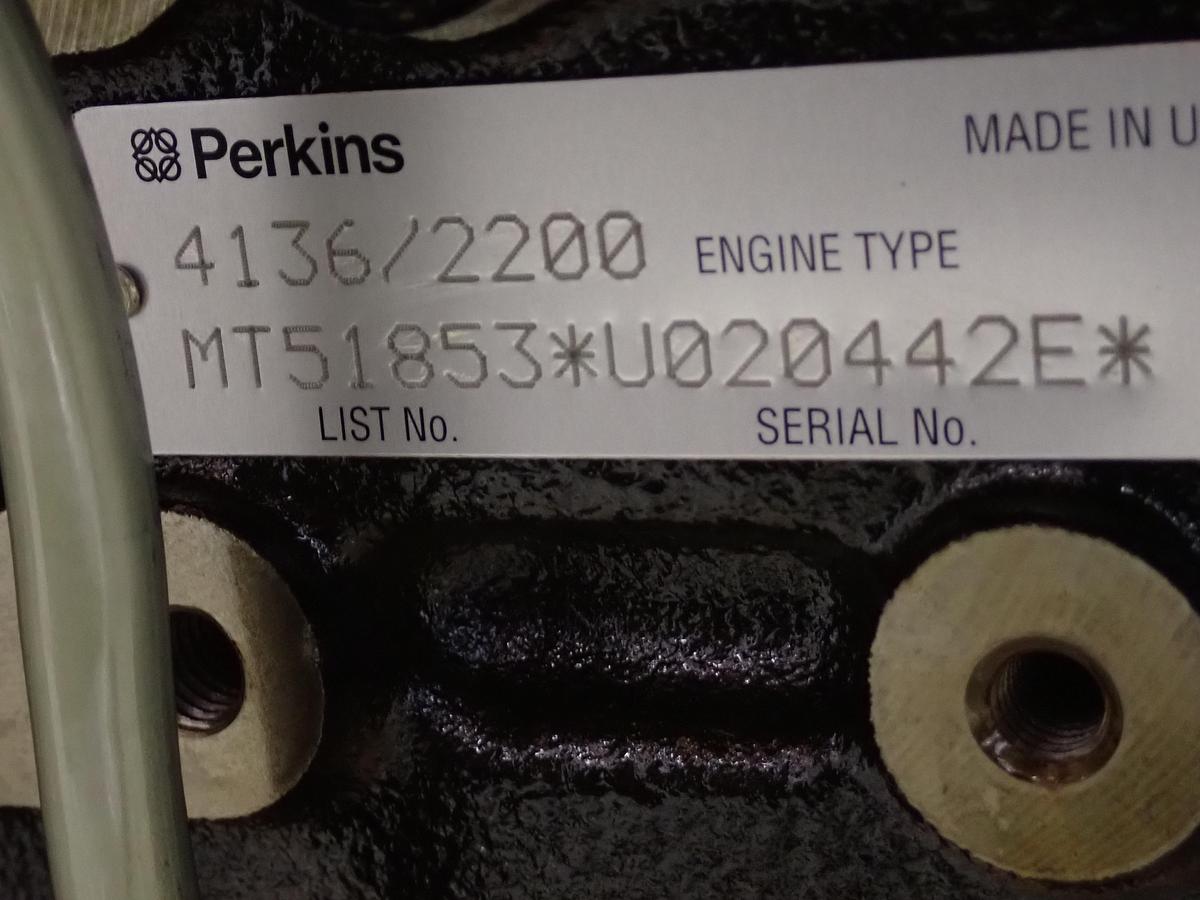 Perkins MADE IN U
4136/2200 ENGINE TYPE
MT51853*U020442E*
LIST No. SERIAL No.